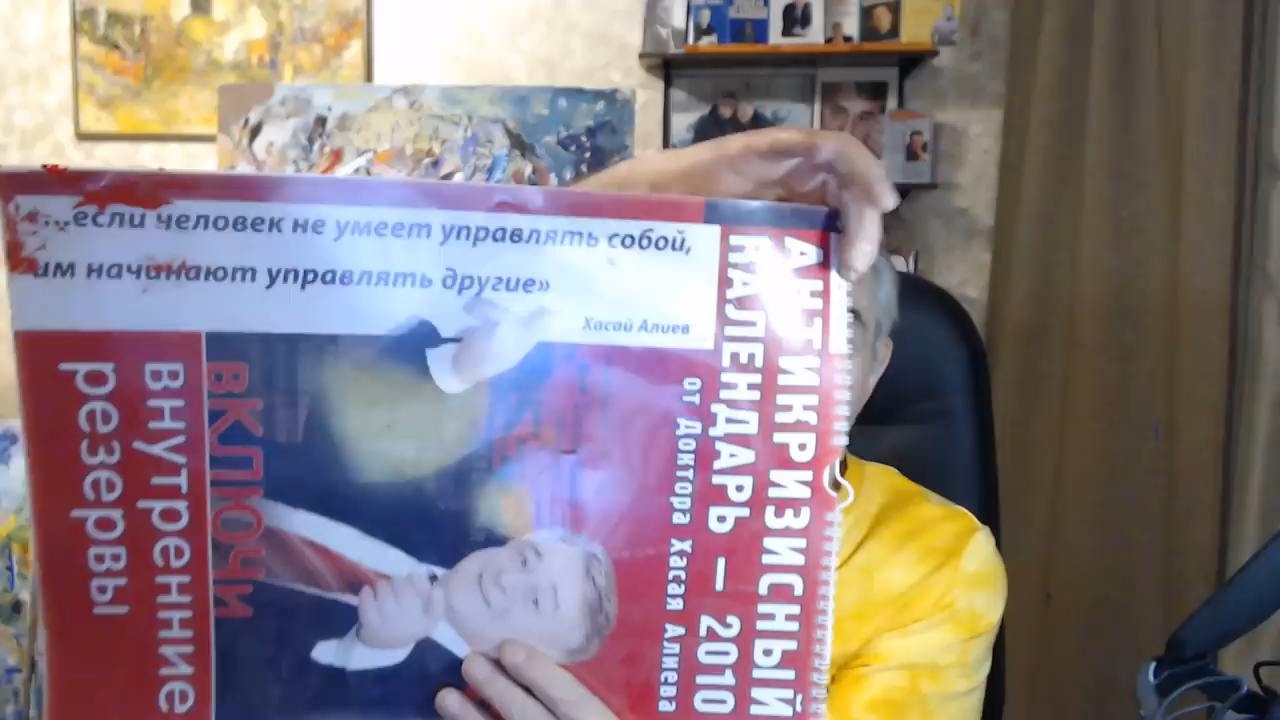 «...если человек не умеет управлять собой,
им начинают управлять другие»
Хасай Алиев
АНТИКРИЗИСНЫЙ
КАЛЕНДАРЬ – 2010
от Доктора Хасая Алиева
ВКЛЮЧИ
внутренние
резервы